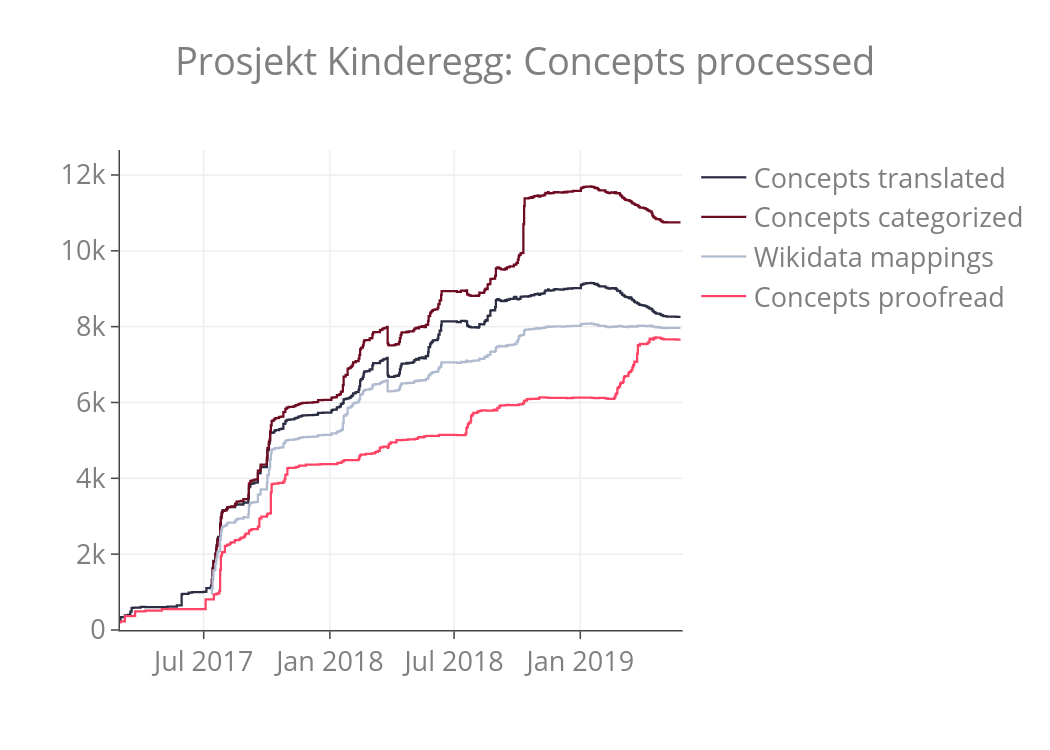 Prosjekt Kinderegg: Concepts processed
12k
10k
8k
6k
4k
2k
0
Jul 2017
Jan 2018
Jul 2018
Jan 2019
Concepts translated
Concepts categorized
Wikidata mappings
Concepts proofread